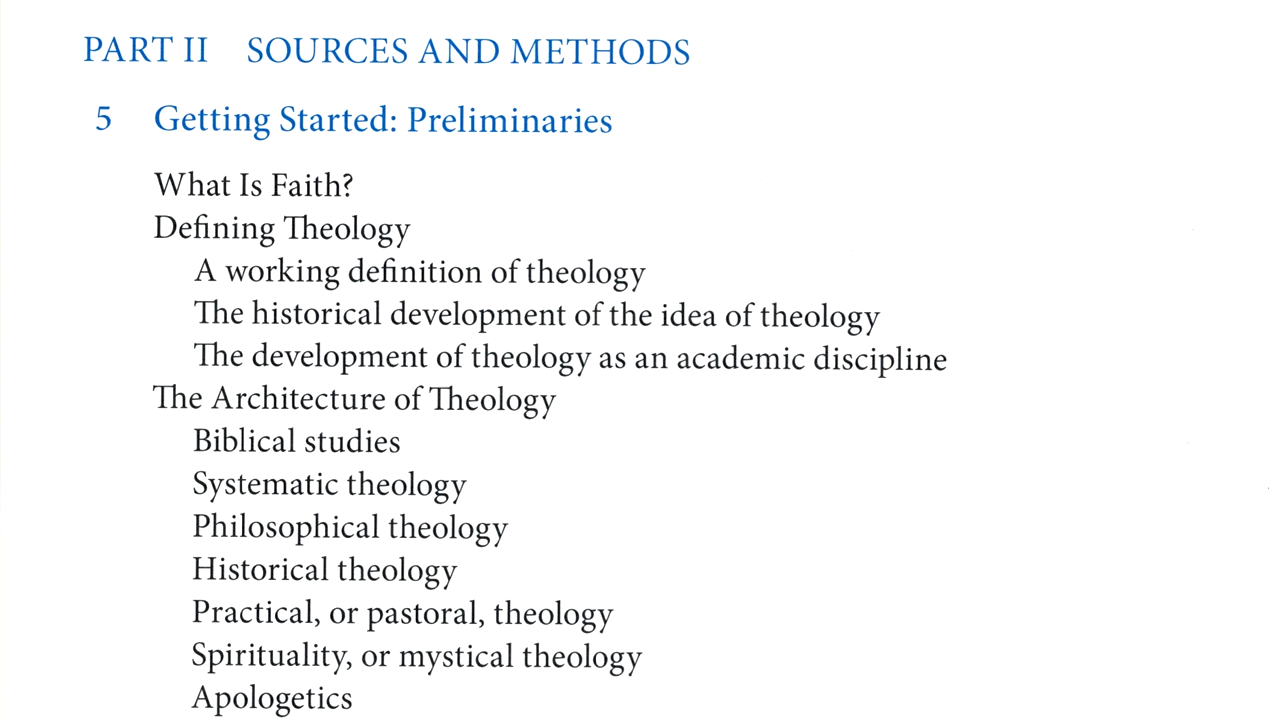 PART II SOURCES AND METHODS
5 Getting Started: Preliminaries
What Is Faith?
Defining Theology
A working definition of theology
The historical development of the idea of theology
The development of theology as an academic discipline
The Architecture of Theology
Biblical studies
Systematic theology
Philosophical theology
Historical theology
Practical, or pastoral, theology
Spirituality, or mystical theology
Apologetics